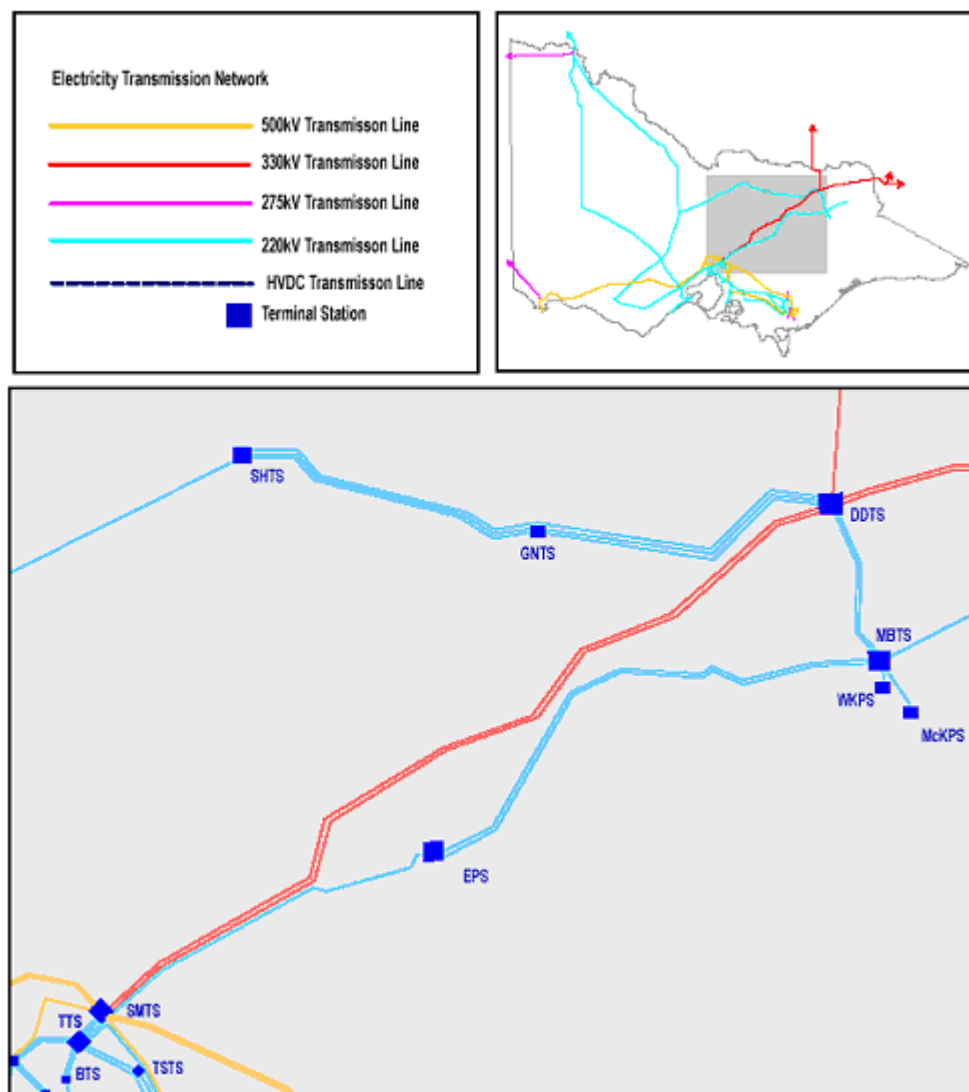 Electricity Transmission Network
500kV Transmisson Line
330kV Transmisson Line
275kV Transmisson Line
220kV Transmisson Line
HVDC Transmisson Line
Terminal Station
SHTS
DDTS
GNTS
MBTS
WKPS
McKPS
EPS
SMTS
TTS
BTS
TSTS